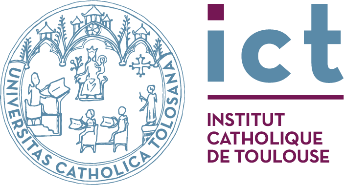 UNIVERSITAS CATHOLICA TOLOSANA
ict
INSTITUT
CATHOLIQUE
DE TOULOUSE